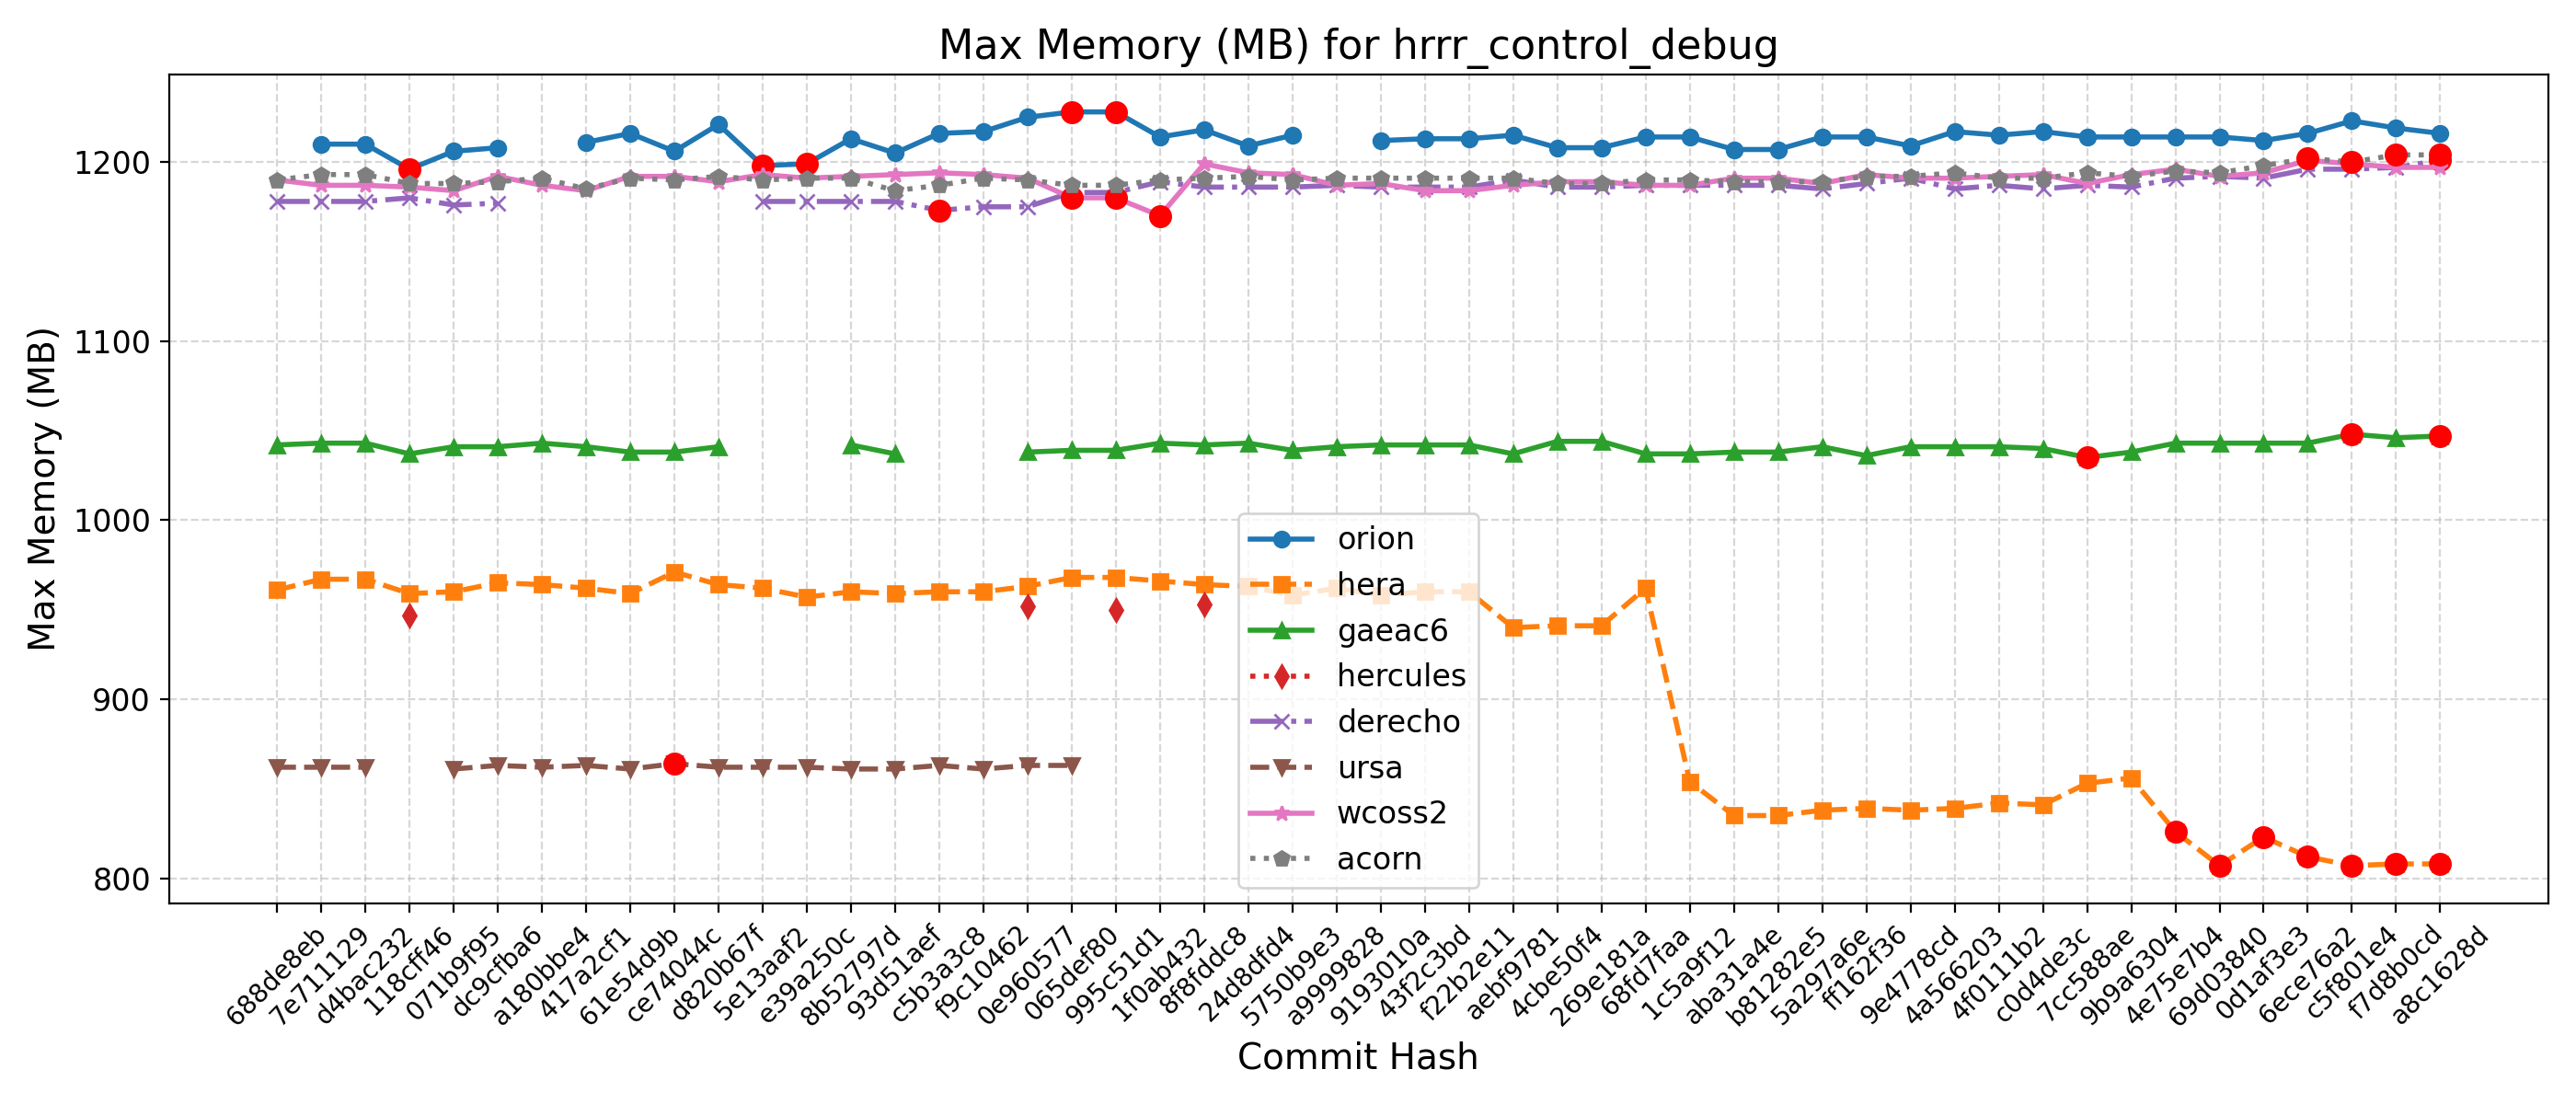 Max Memory (MB) for hrrr_control_debug
Max Memory (MB)
1200
1100
1000
900
800
orion
hera
gaeac6
hercules
derecho
ursa
wcoss2
acorn
688de8eb
7e711129
d4bac232
118cff46
071b9f95
dc9cfba6
a180bbe4
417a2cf1
61e54d9b
ce74044c
d820b67f
5e13aaf2
e39a250c
8b52797d
93d51aef
c5b3a3c8
f9c10462
0e960577
065def80
995c51d1
1f0ab432
8f8fddc8
24d8dfd4
5750b9e3
a9999828
9193010a
43f2c3bd
f22b2e11
aebf9781
4cbe50f4
269e181a
68fd7faa
1c5a9f12
aba31a4e
b81282e5
5a297a6e
ff162f36
9e4778cd
4a566203
4f0111b2
c0d4de3c
7cc588ae
9b9a6304
4e75e7b4
69d03840
0d1af3e3
6ece76a2
c5f801e4
f7d8b0cd
a8c1628d
Commit Hash